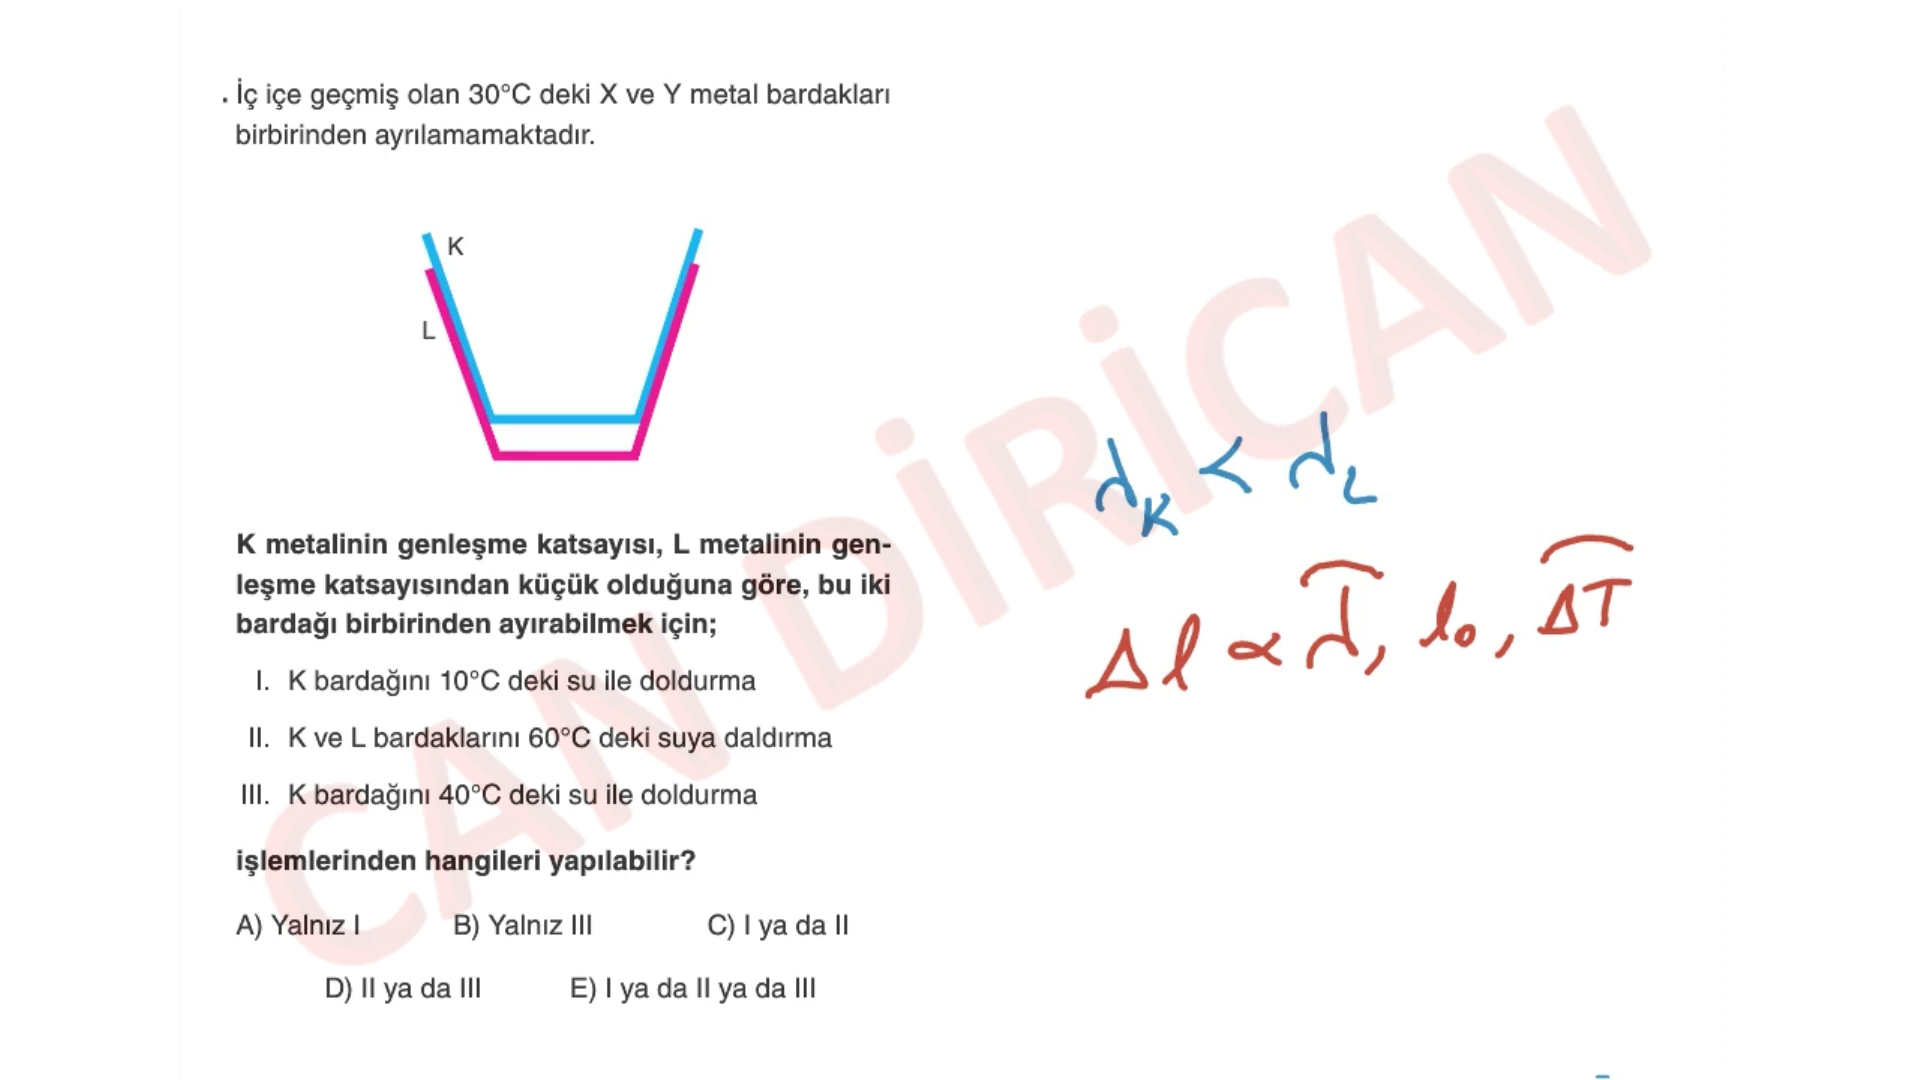 . İç içe geçmiş olan 30°C deki X ve Y metal bardakları
birbirinden ayrılamamaktadır.
K
L
K metalinin genleşme katsayısı, L metalinin gen-
leşme katsayısından küçük olduğuna göre, bu iki
bardağı birbirinden ayırabilmek için;
I. K bardağını 10°C deki su ile doldurma
II. K ve L bardaklarını 60°C deki suya daldırma
III. K bardağını 40°C deki su ile doldurma
işlemlerinden hangileri yapılabilir?
A) Yalnız I B) Yalnız III C) I ya da II
D) II ya da III E) I ya da II ya da III
λK < λL
Δl ∝ λ, l₀, ΔT
CAN DİRİCAN